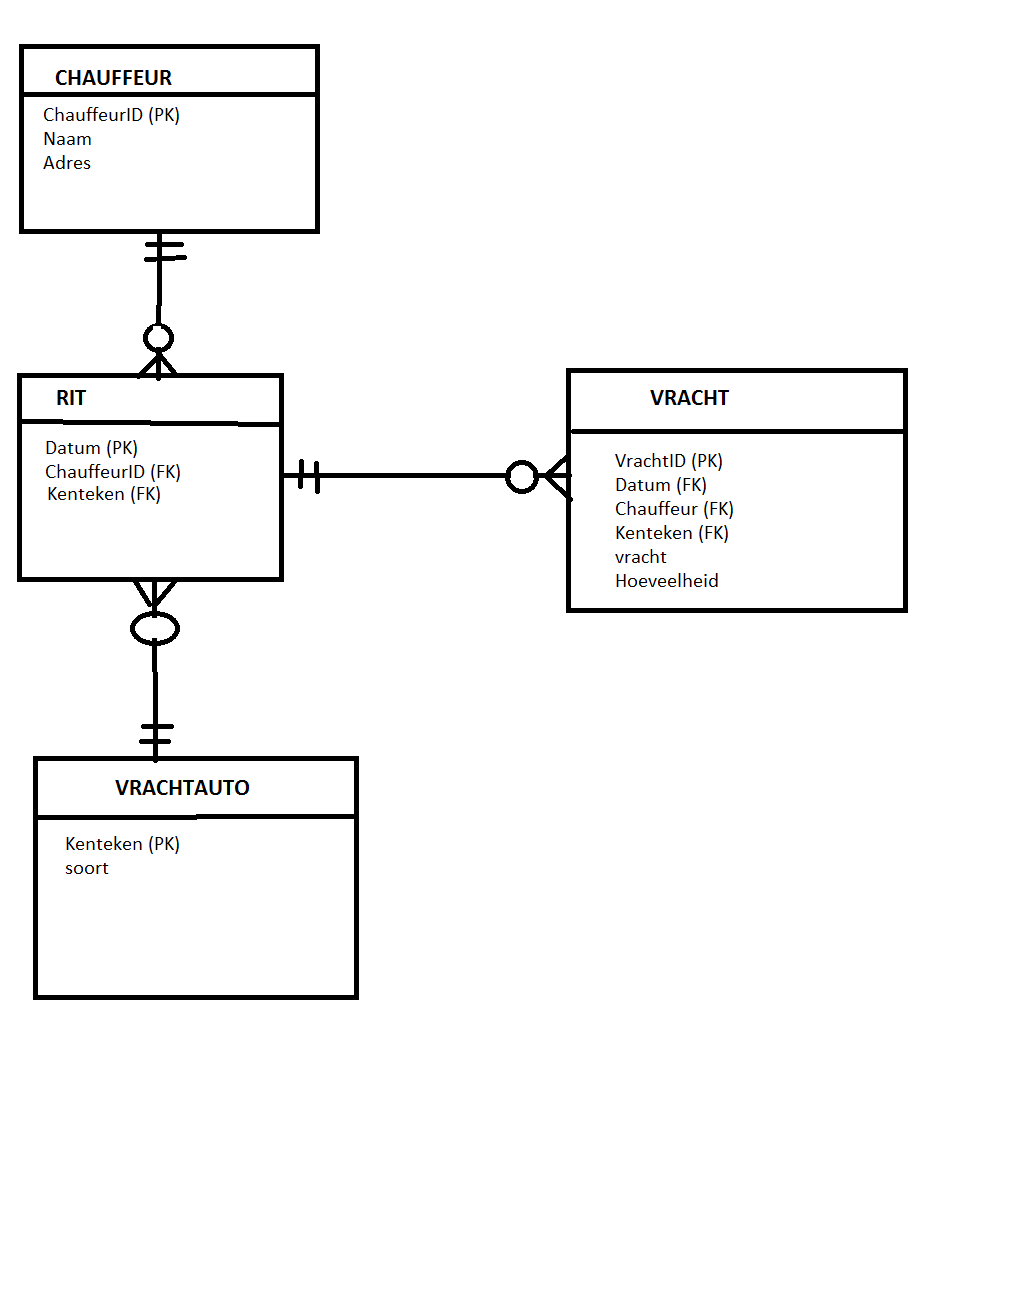 CHAUFFEUR
ChauffeurID (PK)
Naam
Adres
RIT
Datum (PK)
ChauffeurID (FK)
Kenteken (FK)
VRACHT
VrachtID (PK)
Datum (FK)
Chauffeur (FK)
Kenteken (FK)
vracht
Hoeveelheid
VRACHTAUTO
Kenteken (PK)
soort